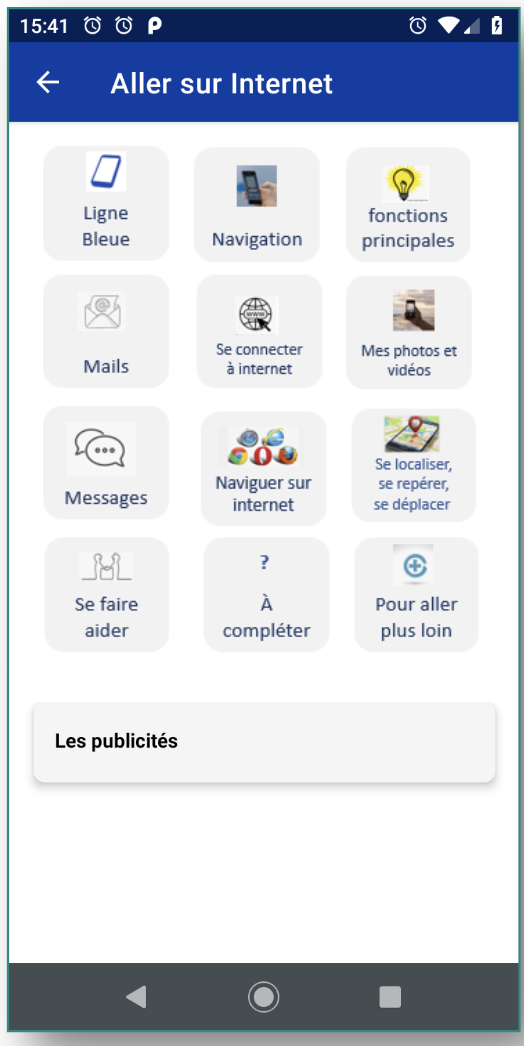 15:41
Aller sur Internet
Ligne
Bleue
Navigation
fonctions
principales
Mails
www
Se connecter
à internet
Mes photos et
vidéos
Messages
Naviguer sur
internet
Se localiser,
se repérer,
se déplacer
Se faire
aider
?
À
compléter
Pour aller
plus loin
Les publicités